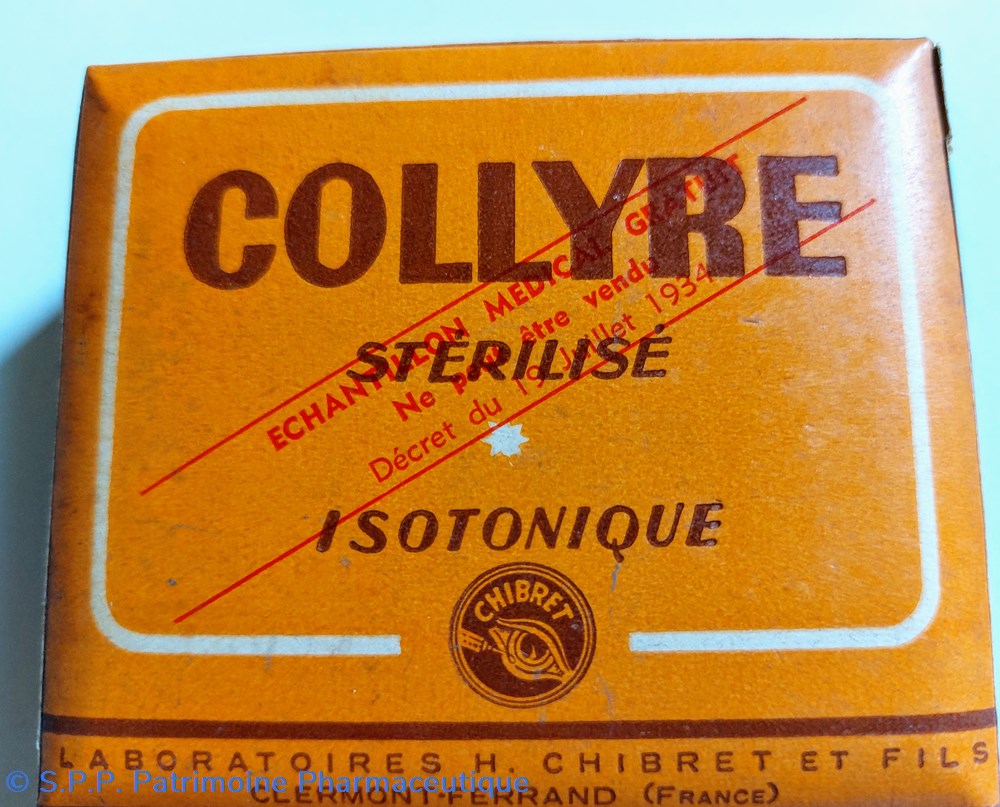 COLLYRE
ECHANTILLON MEDICAL GRATUIT
Ne peut être vendu
Décret du 19 Juillet 1934
STÉRILISÉ
ISOTONIQUE
CHIBRET
LABORATOIRES H. CHIBRET ET FILS
CLERMONT-FERRAND (FRANCE)
© S.P.P. Patrimoine Pharmaceutique